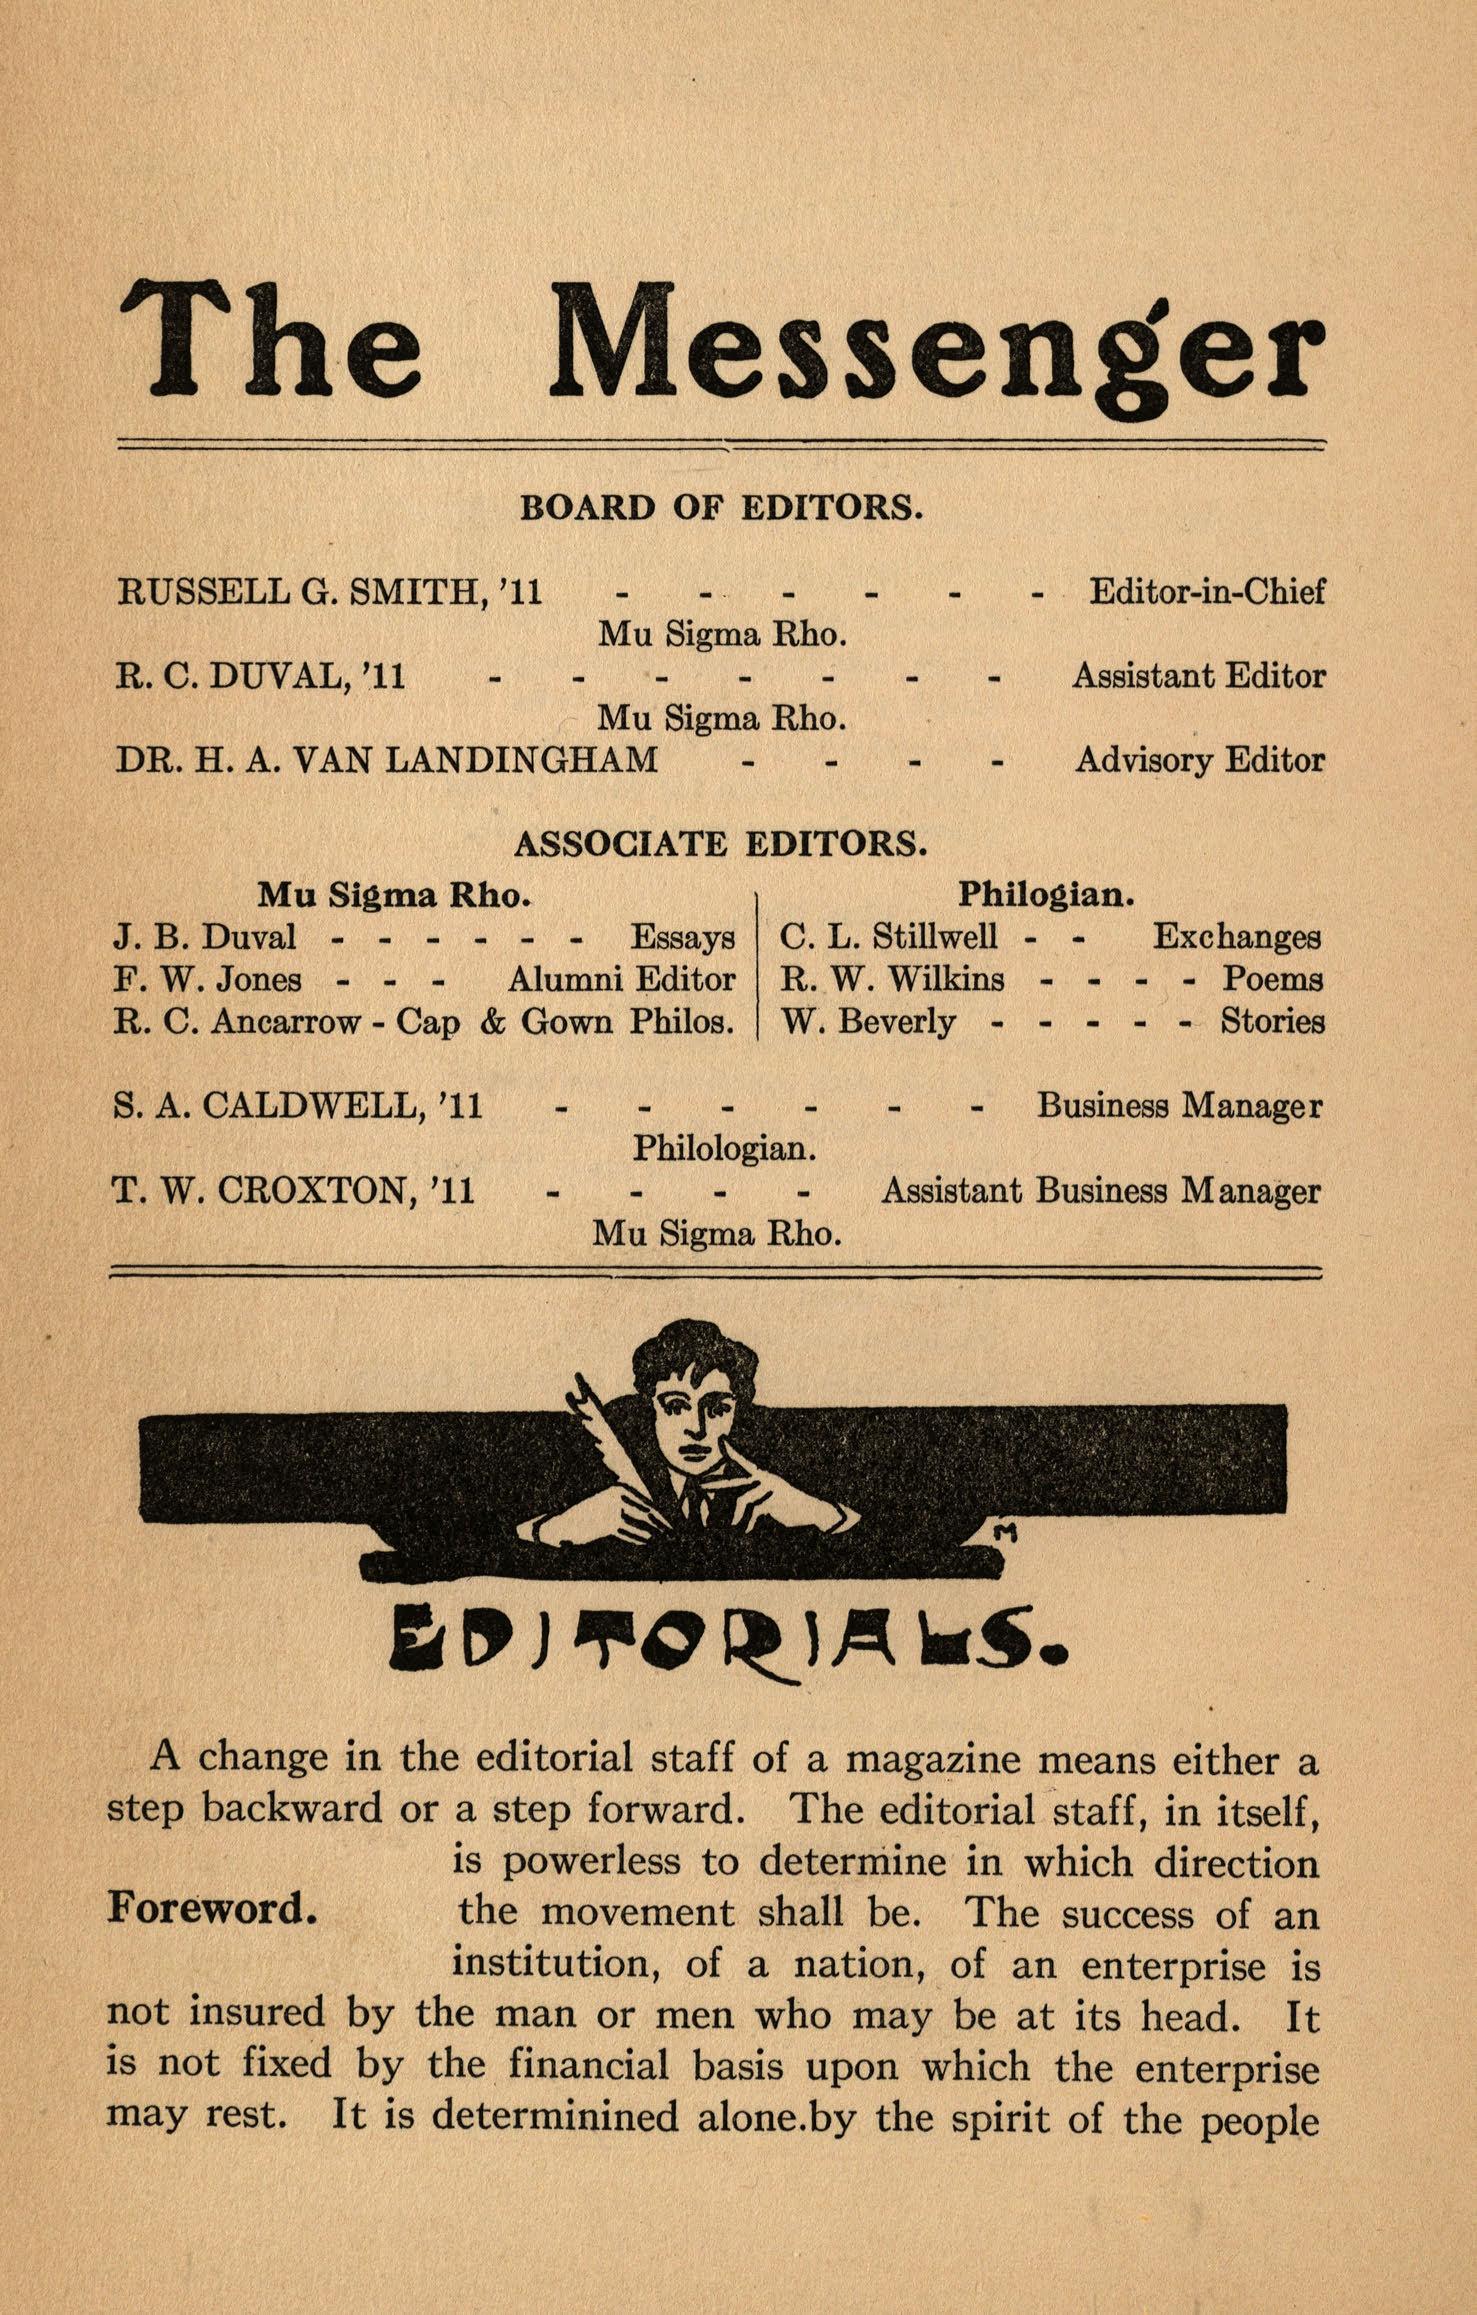 The Messenger
BOARD OF EDITORS.
RUSSELL G. SMITH, '11 - - - - - - Editor-in-Chief
Mu Sigma Rho.
R. C. DUVAL, '11 - - - - - - - Assistant Editor
Mu Sigma Rho.
DR. H. A. VAN LANDINGHAM - - - - Advisory Editor
ASSOCIATE EDITORS.
Mu Sigma Rho.
J. B. Duval - - - - - - Essays
F. W. Jones - - - Alumni Editor
R. C. Ancarrow - Cap & Gown Philos.
Philogian.
C. L. Stillwell - - Exchanges
R. W. Wilkins - - - - Poems
W. Beverly - - - - - Stories
S. A. CALDWELL, '11 - - - - - - Business Manager
Philologian.
T. W. CROXTON, '11 - - - - Assistant Business Manager
Mu Sigma Rho.
M
EDITORIALS.
A change in the editorial staff of a magazine means either a
step backward or a step forward. The editorial staff, in itself,
is powerless to determine in which direction
Foreword. the movement shall be. The success of an
institution, of a nation, of an enterprise is
not insured by the man or men who may be at its head. It
is not fixed by the financial basis upon which the enterprise
may rest. It is determinined alone.by the spirit of the people